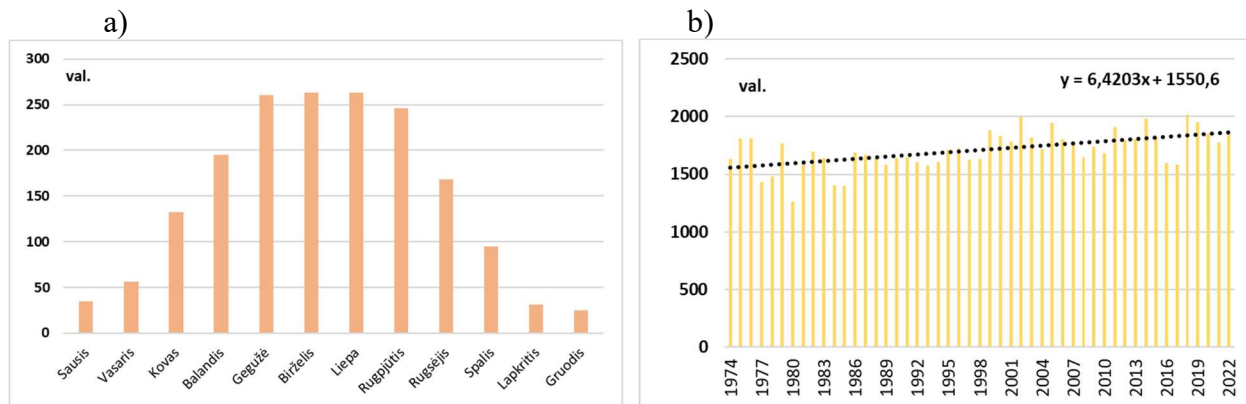 a)
300
val.
250
200
150
100
50
0
Sausis
Vasaris
Kovas
Balandis
Gegužė
Birželis
Liepa
Rugpjūtis
Rugsėjis
Spalis
Lapkritis
Gruodis
b)
2500
val.
y = 6,4203x + 1550,6
2000
1500
1000
500
0
1974
1977
1980
1983
1986
1989
1992
1995
1998
2001
2004
2007
2010
2013
2016
2019
2022